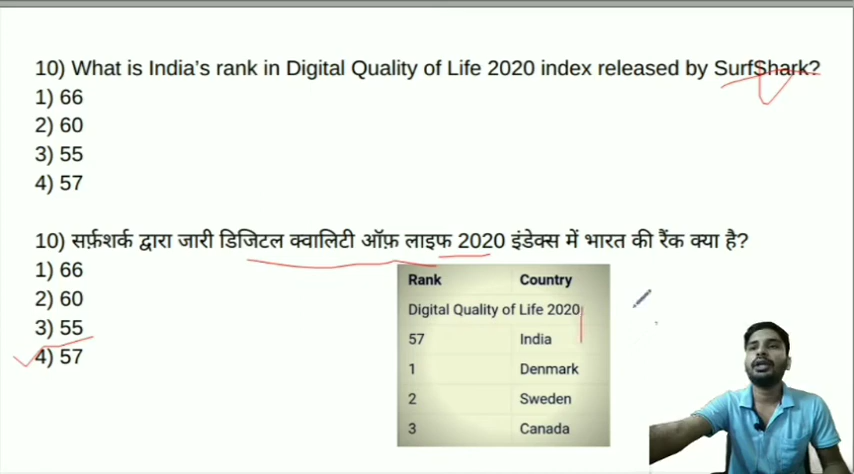 10) What is India's rank in Digital Quality of Life 2020 index released by SurfShark?
1) 66
2) 60
3) 55
4) 57
10) सर्फ़शर्क द्वारा जारी डिजिटल क्वालिटी ऑफ़ लाइफ 2020 इंडेक्स में भारत की रैंक क्या है?
1) 66
2) 60
3) 55
4) 57
Rank Country
Digital Quality of Life 2020
57 India
1 Denmark
2 Sweden
3 Canada